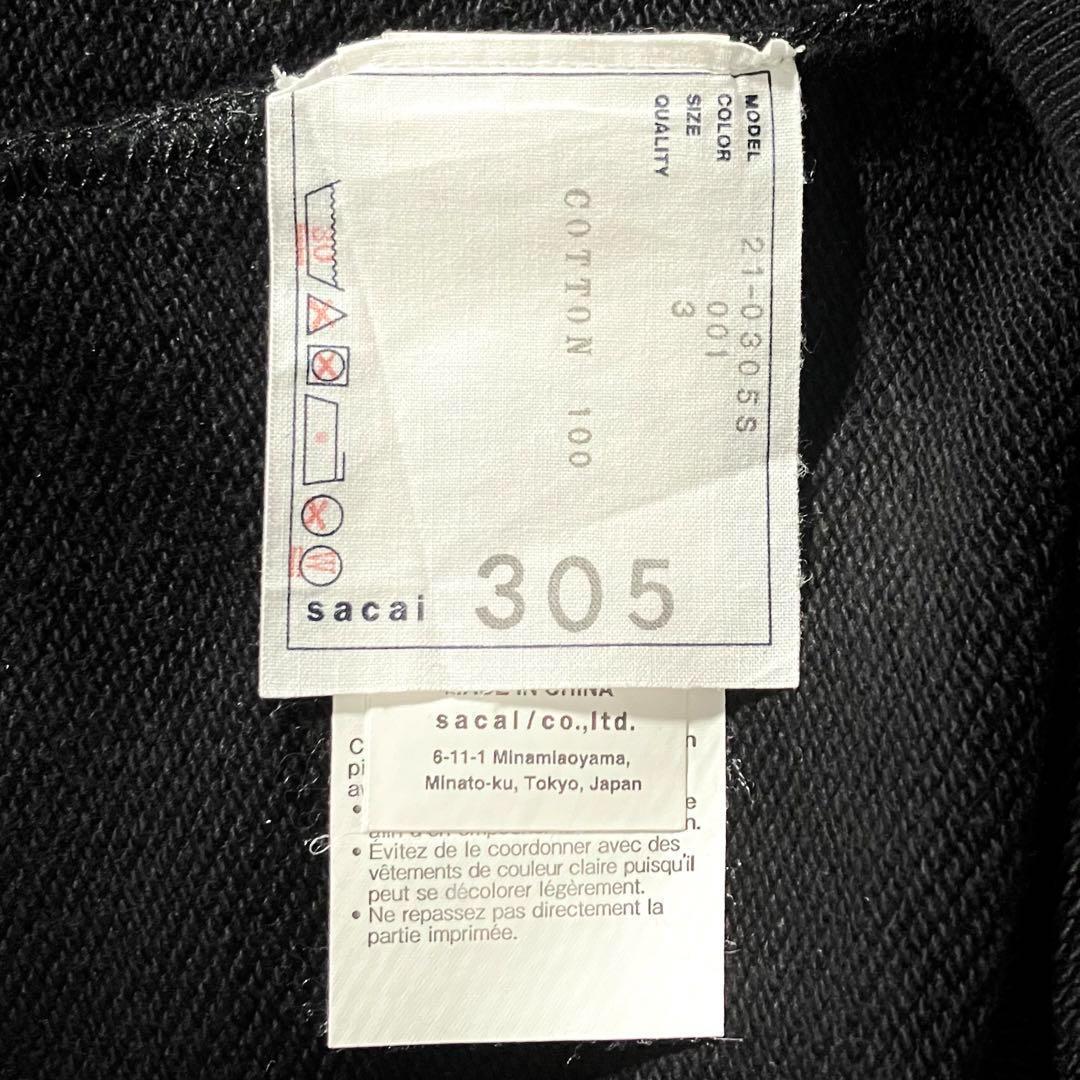 MODEL 21-0305S
COLOR 001
SIZE 3
QUALITY
COTTON 100
30
W
sacai 305
MADE IN CHINA
sacai/co.,ltd.
6-11-1 Minamiaoyama,
Minato-ku, Tokyo, Japan
• Évitez de le coordonner avec des
vêtements de couleur claire puisqu'il
peut se décolorer légèrement.
• Ne repassez pas directement la
partie imprimée.